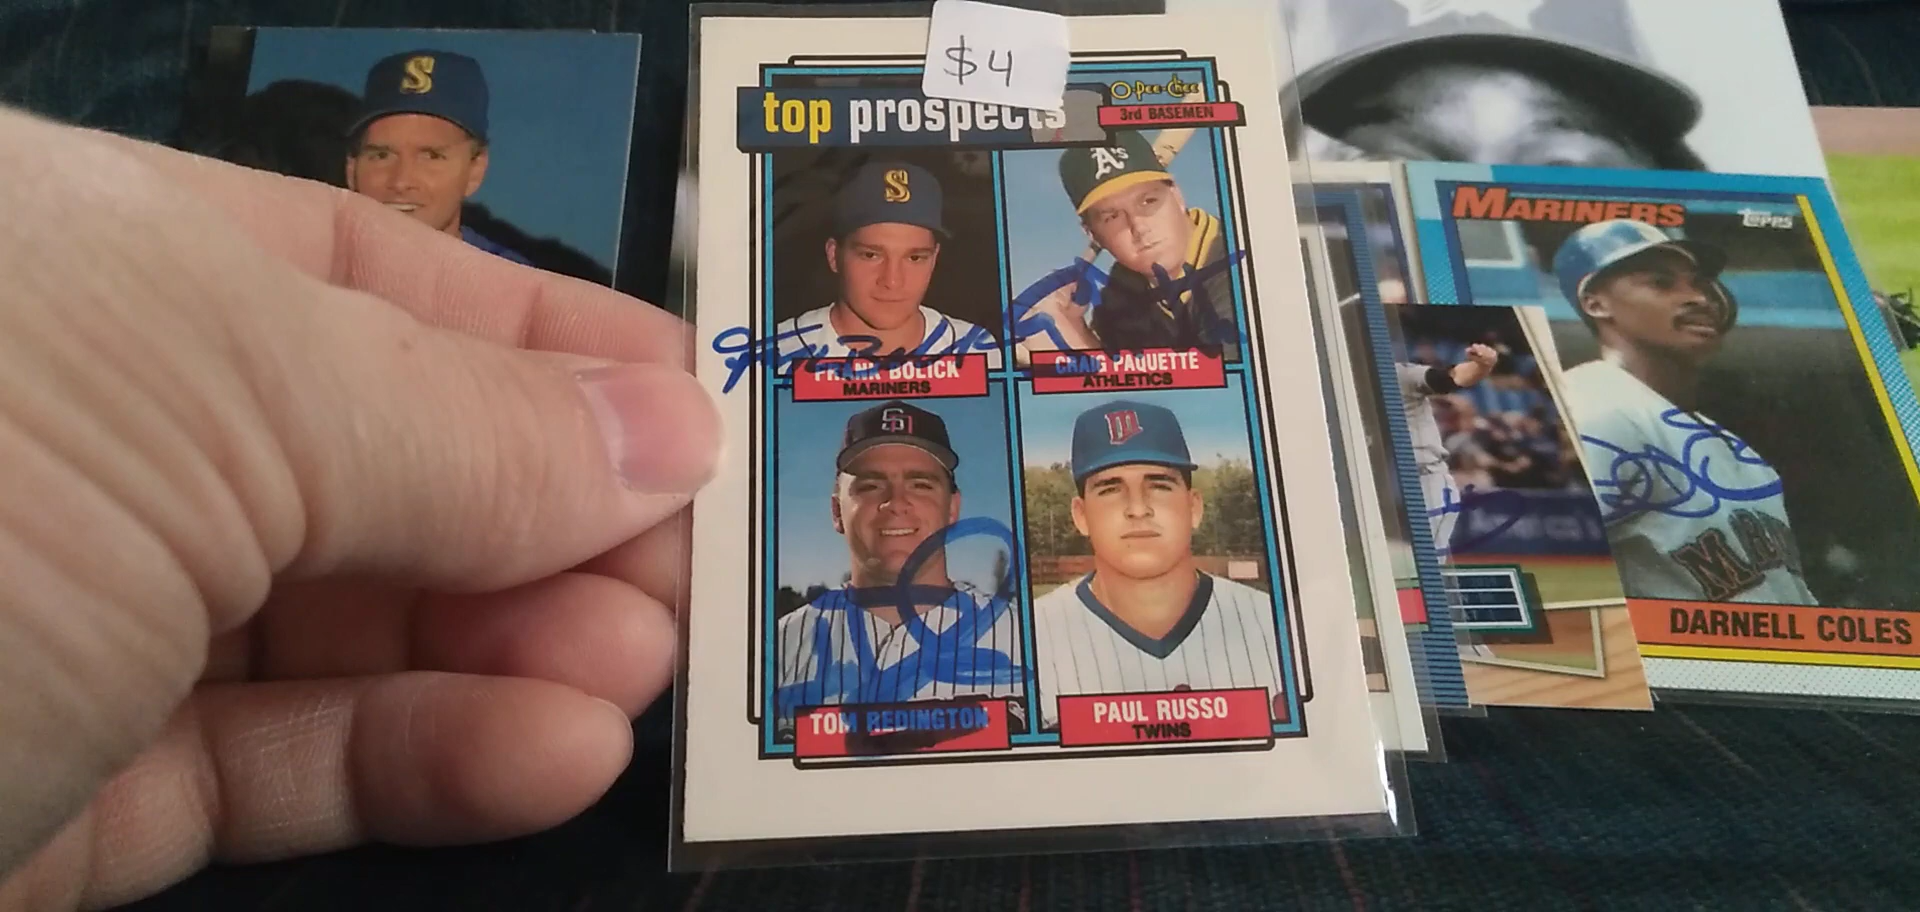 $4
O-Pee-Chee
top prospects
3rd BASEMEN
S
S
A's
FRANK BOLICK
MARINERS
CRAIG PAQUETTE
ATHLETICS
SD
m
TOM REDINGTON
PAUL RUSSO
TWINS
MARINERS
TOPPS
DARNELL COLES